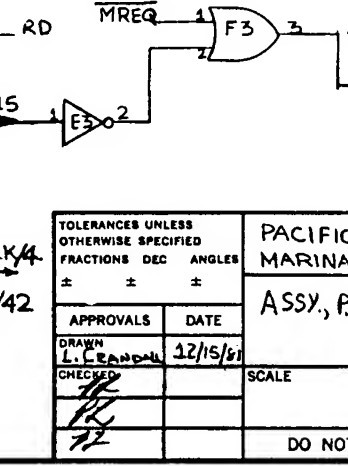 MREQ
RD
1
F3
3
2
15
1
E3
2
K/4
/42
TOLERANCES UNLESS
OTHERWISE SPECIFIED
FRACTIONS DEC ANGLES
± ± ±
PACIFIC
MARINA
APPROVALS DATE
ASSY., P.
DRAWN
L. CRANDALL 12/15/81
CHECKED
SCALE
DO NOT